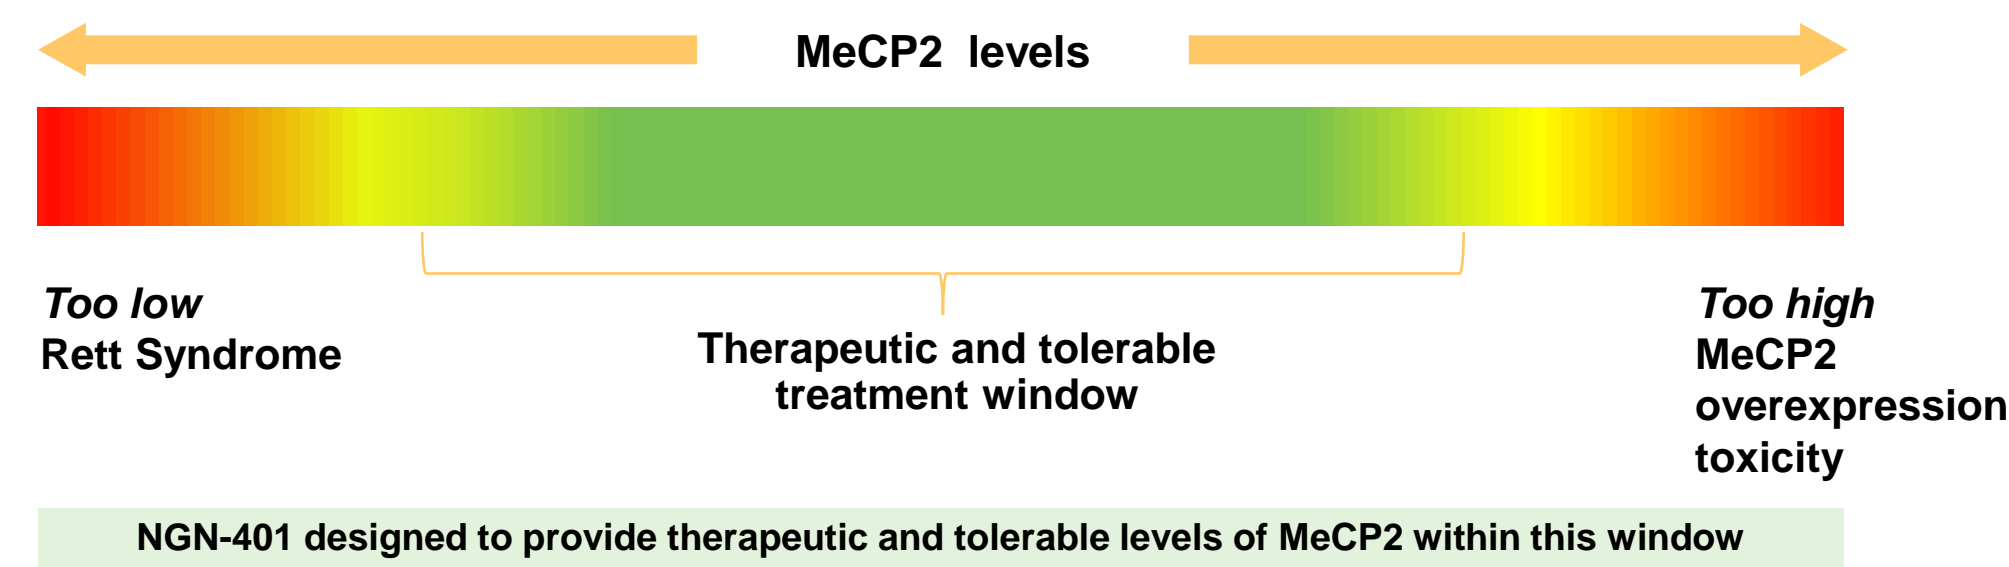 MeCP2 levels
Too low
Rett Syndrome
Therapeutic and tolerable
treatment window
Too high
MeCP2
overexpression
toxicity
NGN-401 designed to provide therapeutic and tolerable levels of MeCP2 within this window